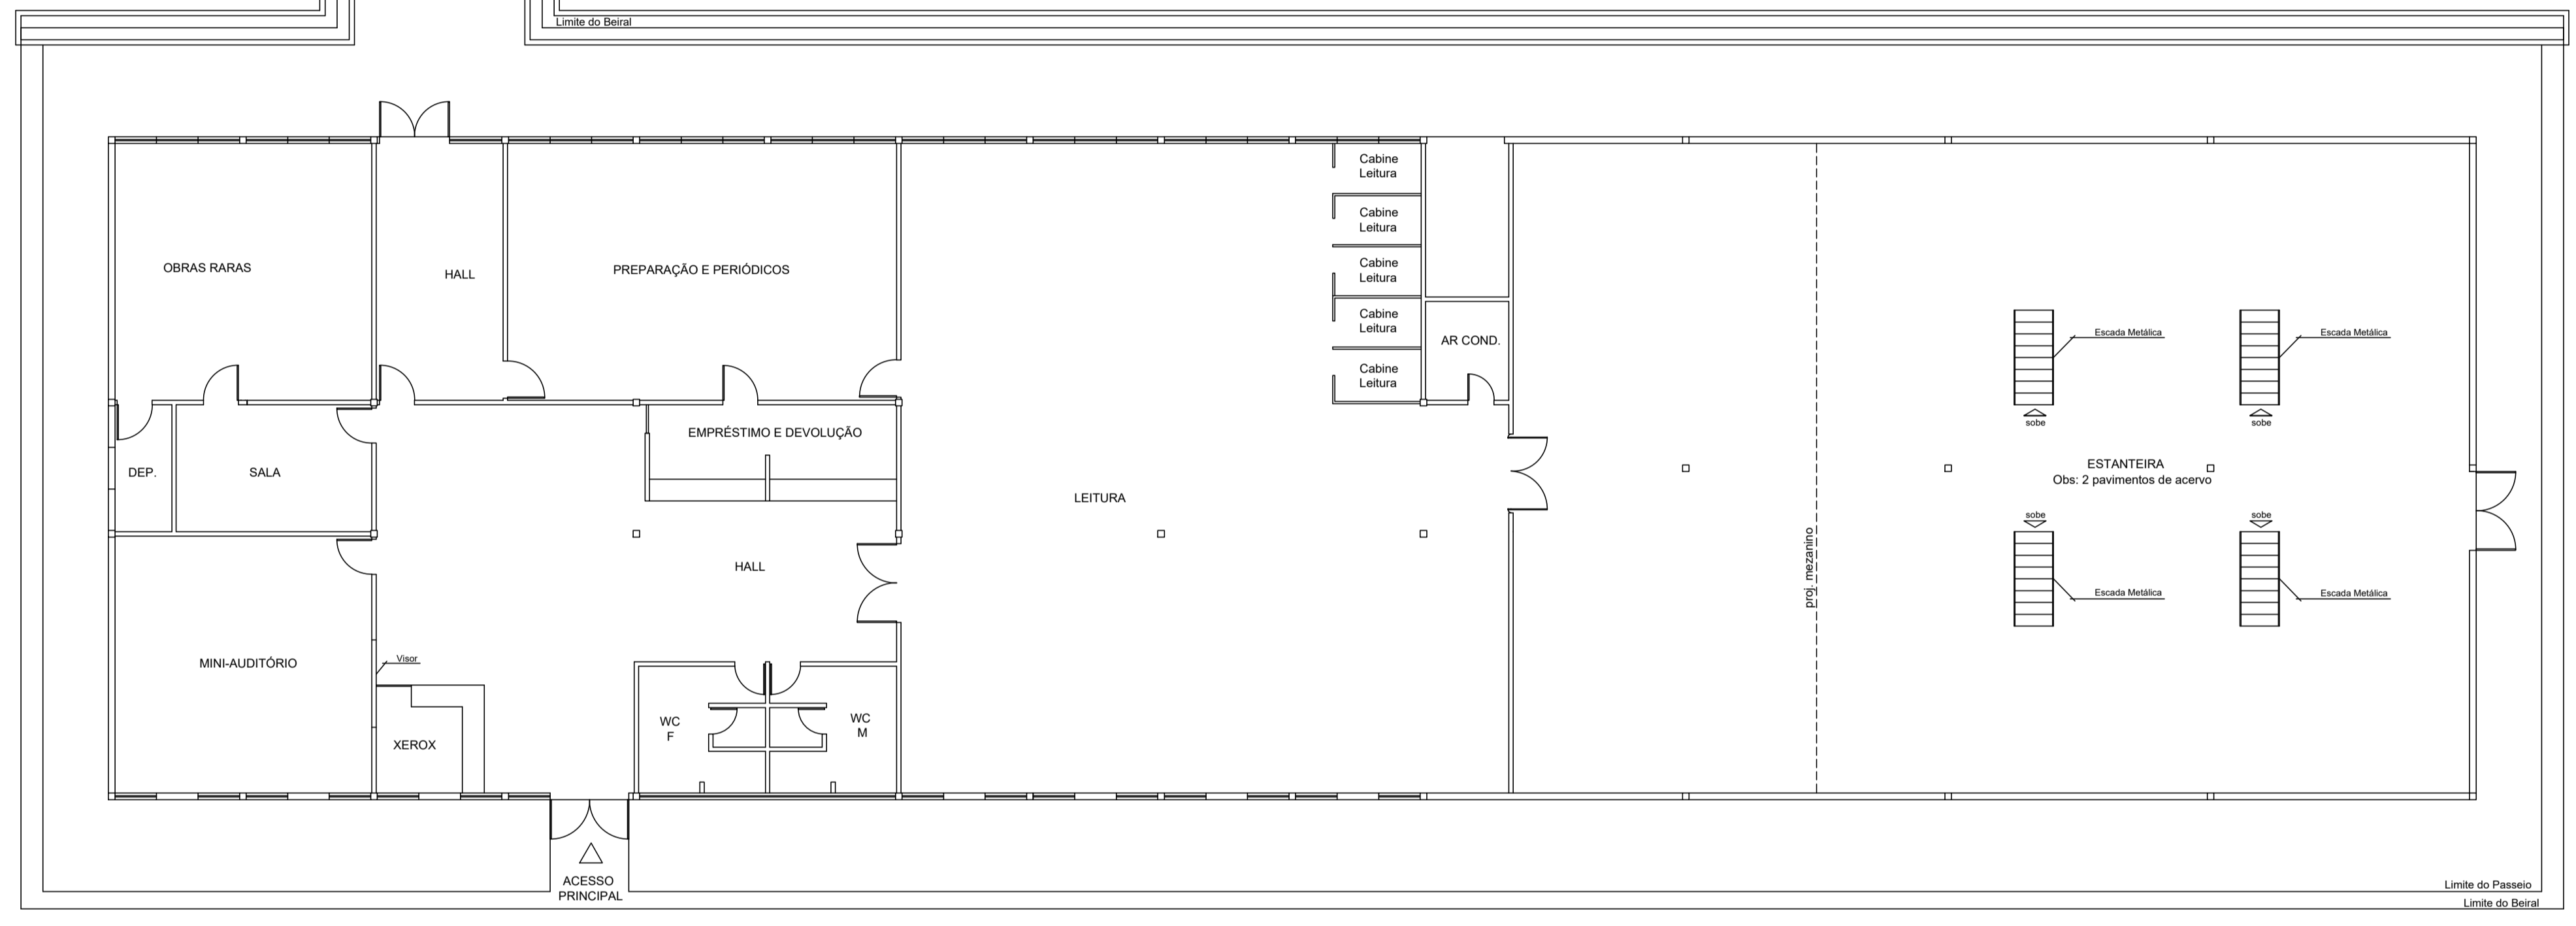 Limite do Beiral
Cabine
Leitura
Cabine
Leitura
OBRAS RARAS
HALL
PREPARAÇÃO E PERIÓDICOS
Cabine
Leitura
Cabine
Leitura
AR COND.
Escada Metálica
Escada Metálica
Cabine
Leitura
sobe
sobe
EMPRÉSTIMO E DEVOLUÇÃO
DEP.
SALA
ESTANTEIRA
Obs: 2 pavimentos de acervo
LEITURA
sobe
sobe
HALL
proj. mezanino
Escada Metálica
Escada Metálica
MINI-AUDITÓRIO
Visor
WC
F
WC
M
XEROX
ACESSO
PRINCIPAL
Limite do Passeio
Limite do Beiral